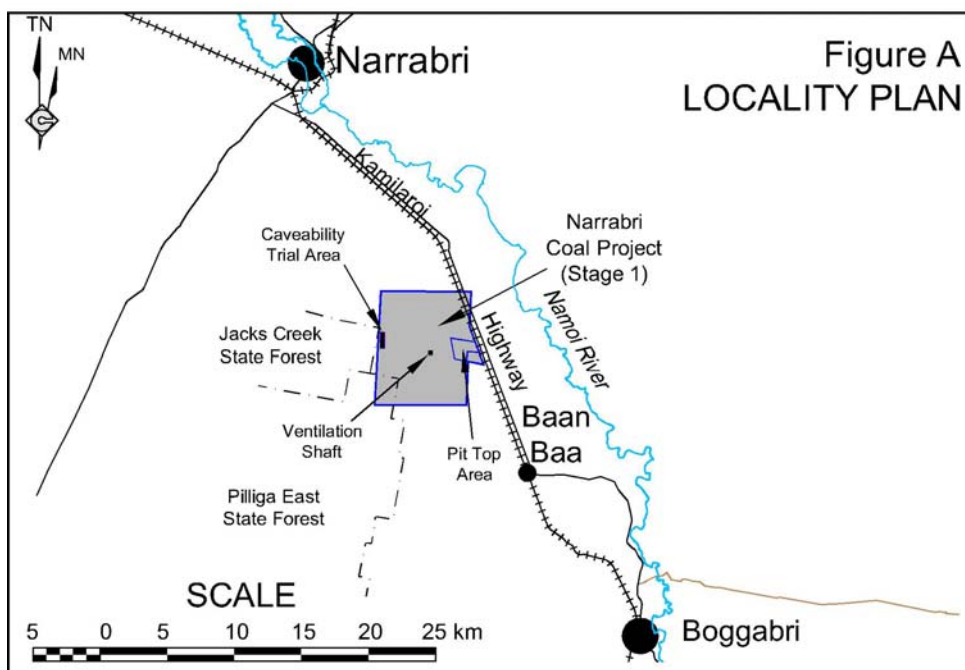 TN
MN
Narrabri
Figure A
LOCALITY PLAN
Kamilaroi
Caveability
Trial Area
Narrabri
Coal Project
(Stage 1)
Jacks Creek
State Forest
Highway
Namoi River
Ventilation
Shaft
Pit Top
Area
Baan
Baa
Pilliga East
State Forest
SCALE
5 0 5 10 15 20 25 km
Boggabri